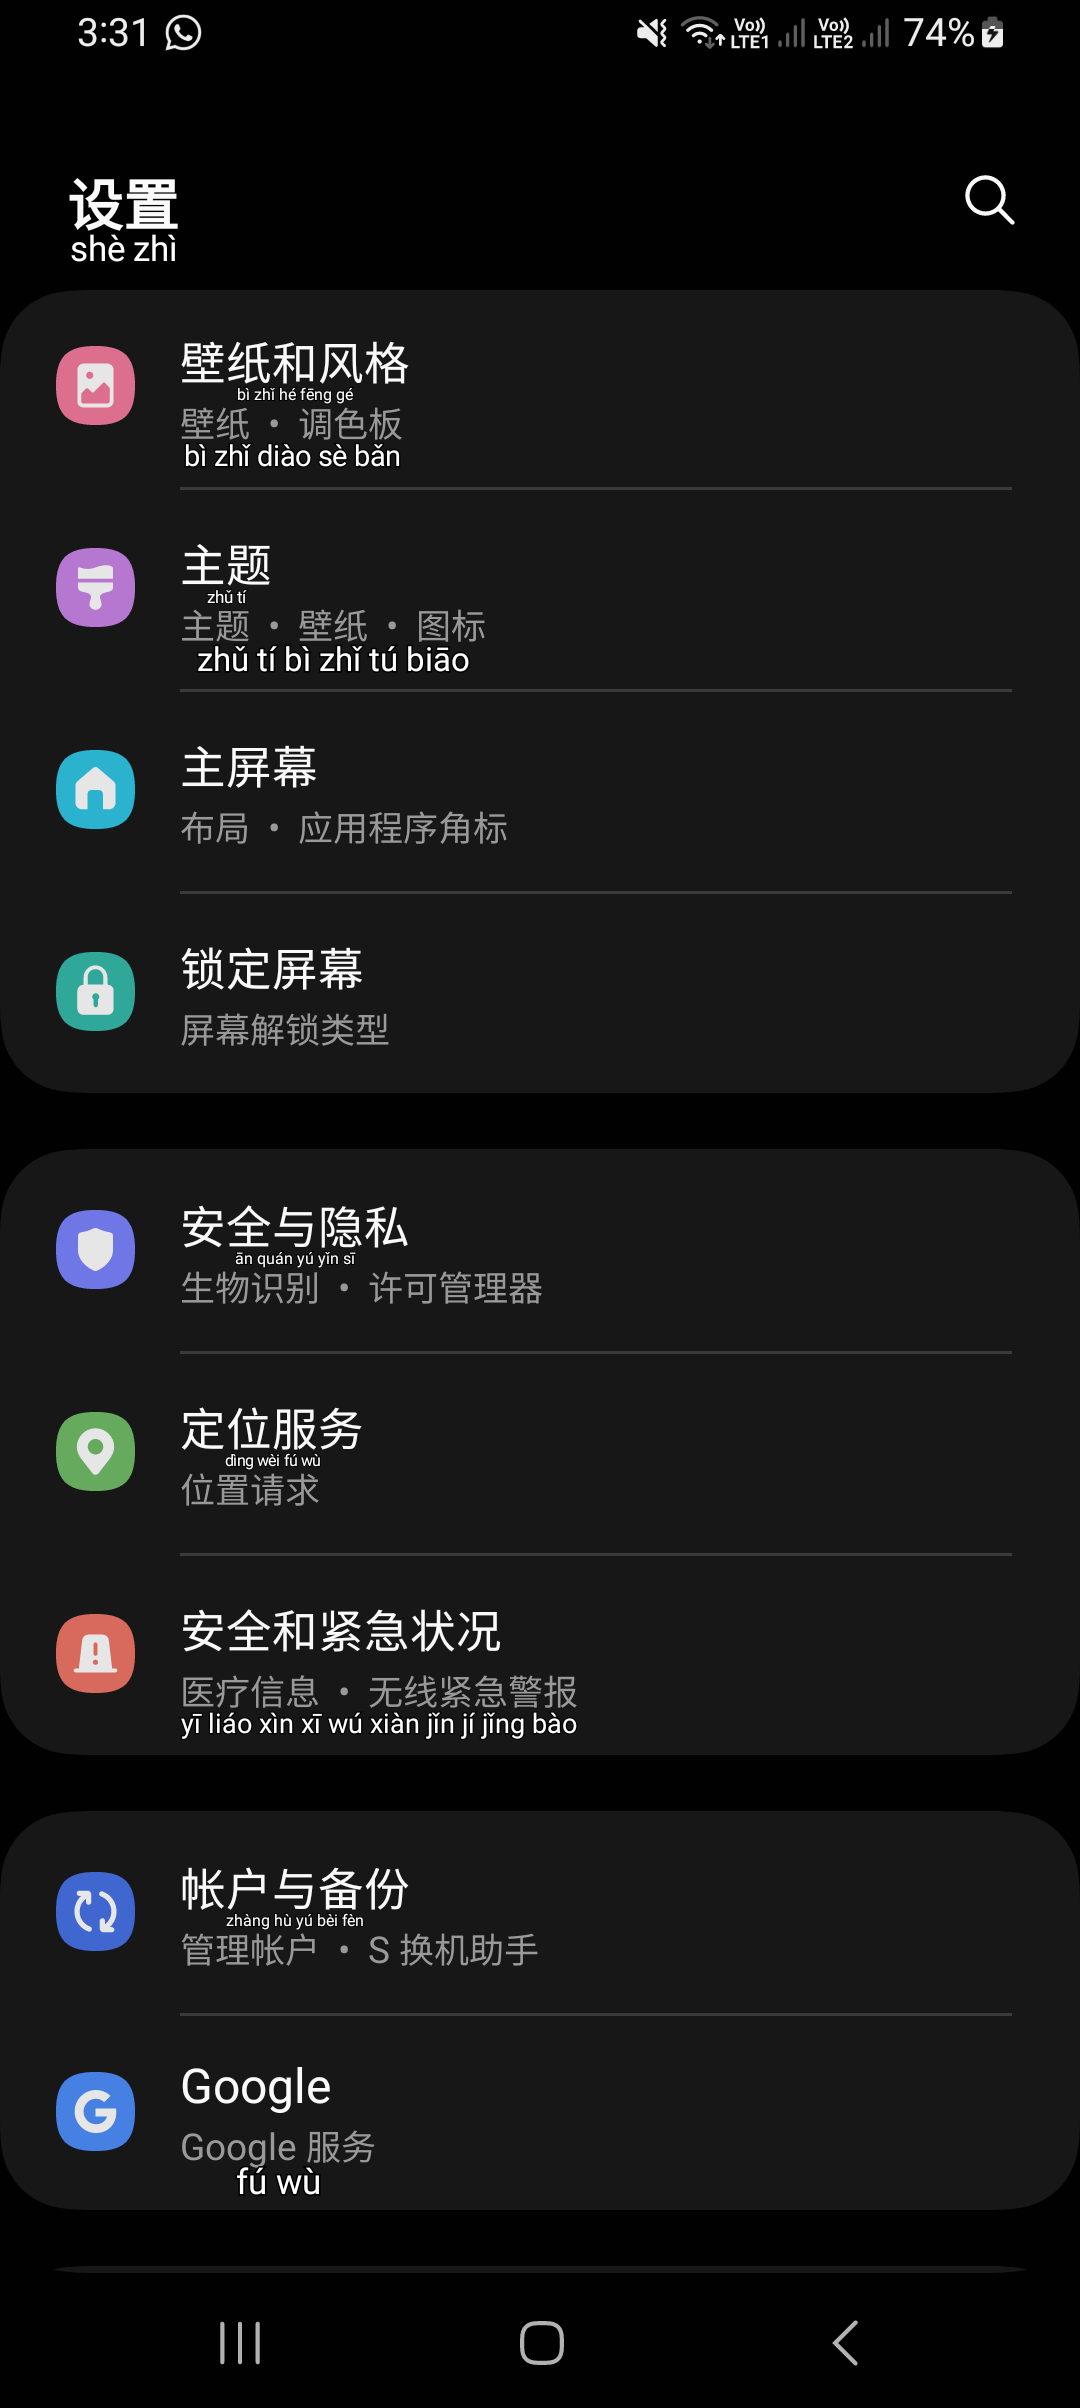 3:31 Vo)) LTE1 Vo)) LTE2 74%
设置
shè zhì
壁纸和风格
bì zhǐ hé fēng gé
壁纸 • 调色板
bì zhǐ diào sè bǎn
主题
zhǔ tí
主题 • 壁纸 • 图标
zhǔ tí bì zhǐ tú biāo
主屏幕
布局 • 应用程序角标
锁定屏幕
屏幕解锁类型
安全与隐私
ān quán yú yǐn sī
生物识别 • 许可管理器
定位服务
dìng wèi fú wù
位置请求
安全和紧急状况
医疗信息 • 无线紧急警报
yī liáo xìn xī wú xiàn jǐn jí jǐng bào
帐户与备份
zhàng hù yú bèi fèn
管理帐户 • S 换机助手
Google
Google 服务
fú wù